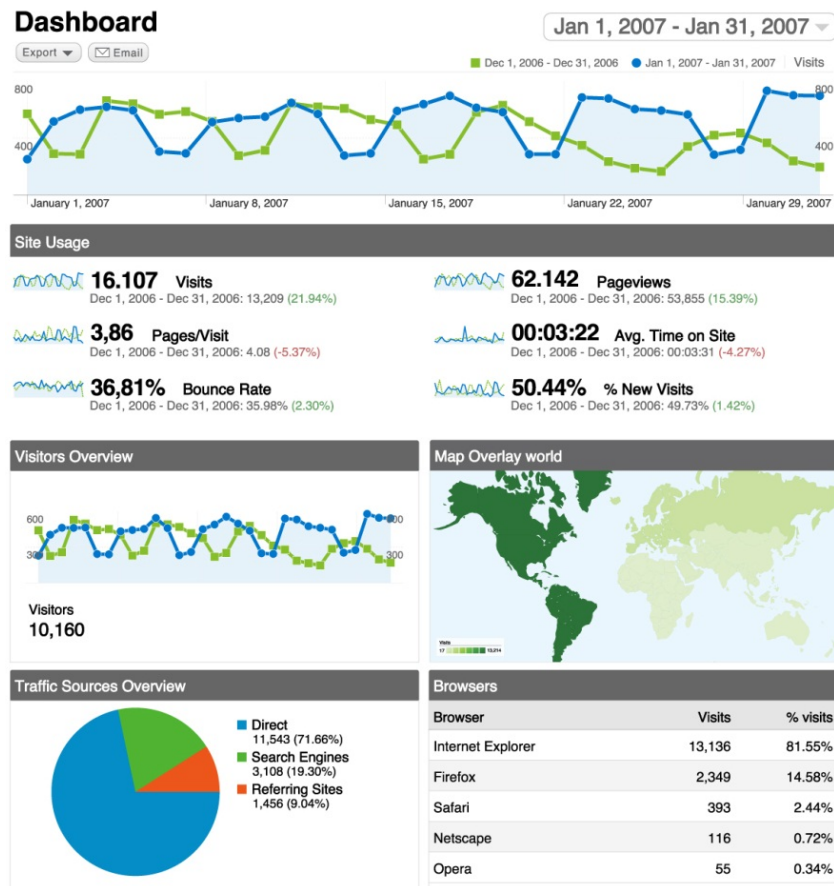 Dashboard
Jan 1, 2007 - Jan 31, 2007
Export
Email
Dec 1, 2006 - Dec 31, 2006
Jan 1, 2007 - Jan 31, 2007
Visits
800
800
400
400
January 1, 2007
January 8, 2007
January 15, 2007
January 22, 2007
January 29, 2007
Site Usage
16.107 Visits
Dec 1, 2006 - Dec 31, 2006: 13,209 (21.94%)
62.142 Pageviews
Dec 1, 2006 - Dec 31, 2006: 53,855 (15.39%)
3,86 Pages/Visit
Dec 1, 2006 - Dec 31, 2006: 4.08 (-5.37%)
00:03:22 Avg. Time on Site
Dec 1, 2006 - Dec 31, 2006: 00:03:31 (-4.27%)
36,81% Bounce Rate
Dec 1, 2006 - Dec 31, 2006: 35.98% (2.30%)
50.44% % New Visits
Dec 1, 2006 - Dec 31, 2006: 49.73% (1.42%)
Visitors Overview
600
300
300
Visitors
10,160
Map Overlay world
Visits
17
Traffic Sources Overview
Direct
11,543 (71.66%)
Search Engines
3,108 (19.30%)
Referring Sites
1,456 (9.04%)
Browsers
Browser Visits % visits
Internet Explorer 13,136 81.55%
Firefox 2,349 14.58%
Safari 393 2.44%
Netscape 116 0.72%
Opera 55 0.34%